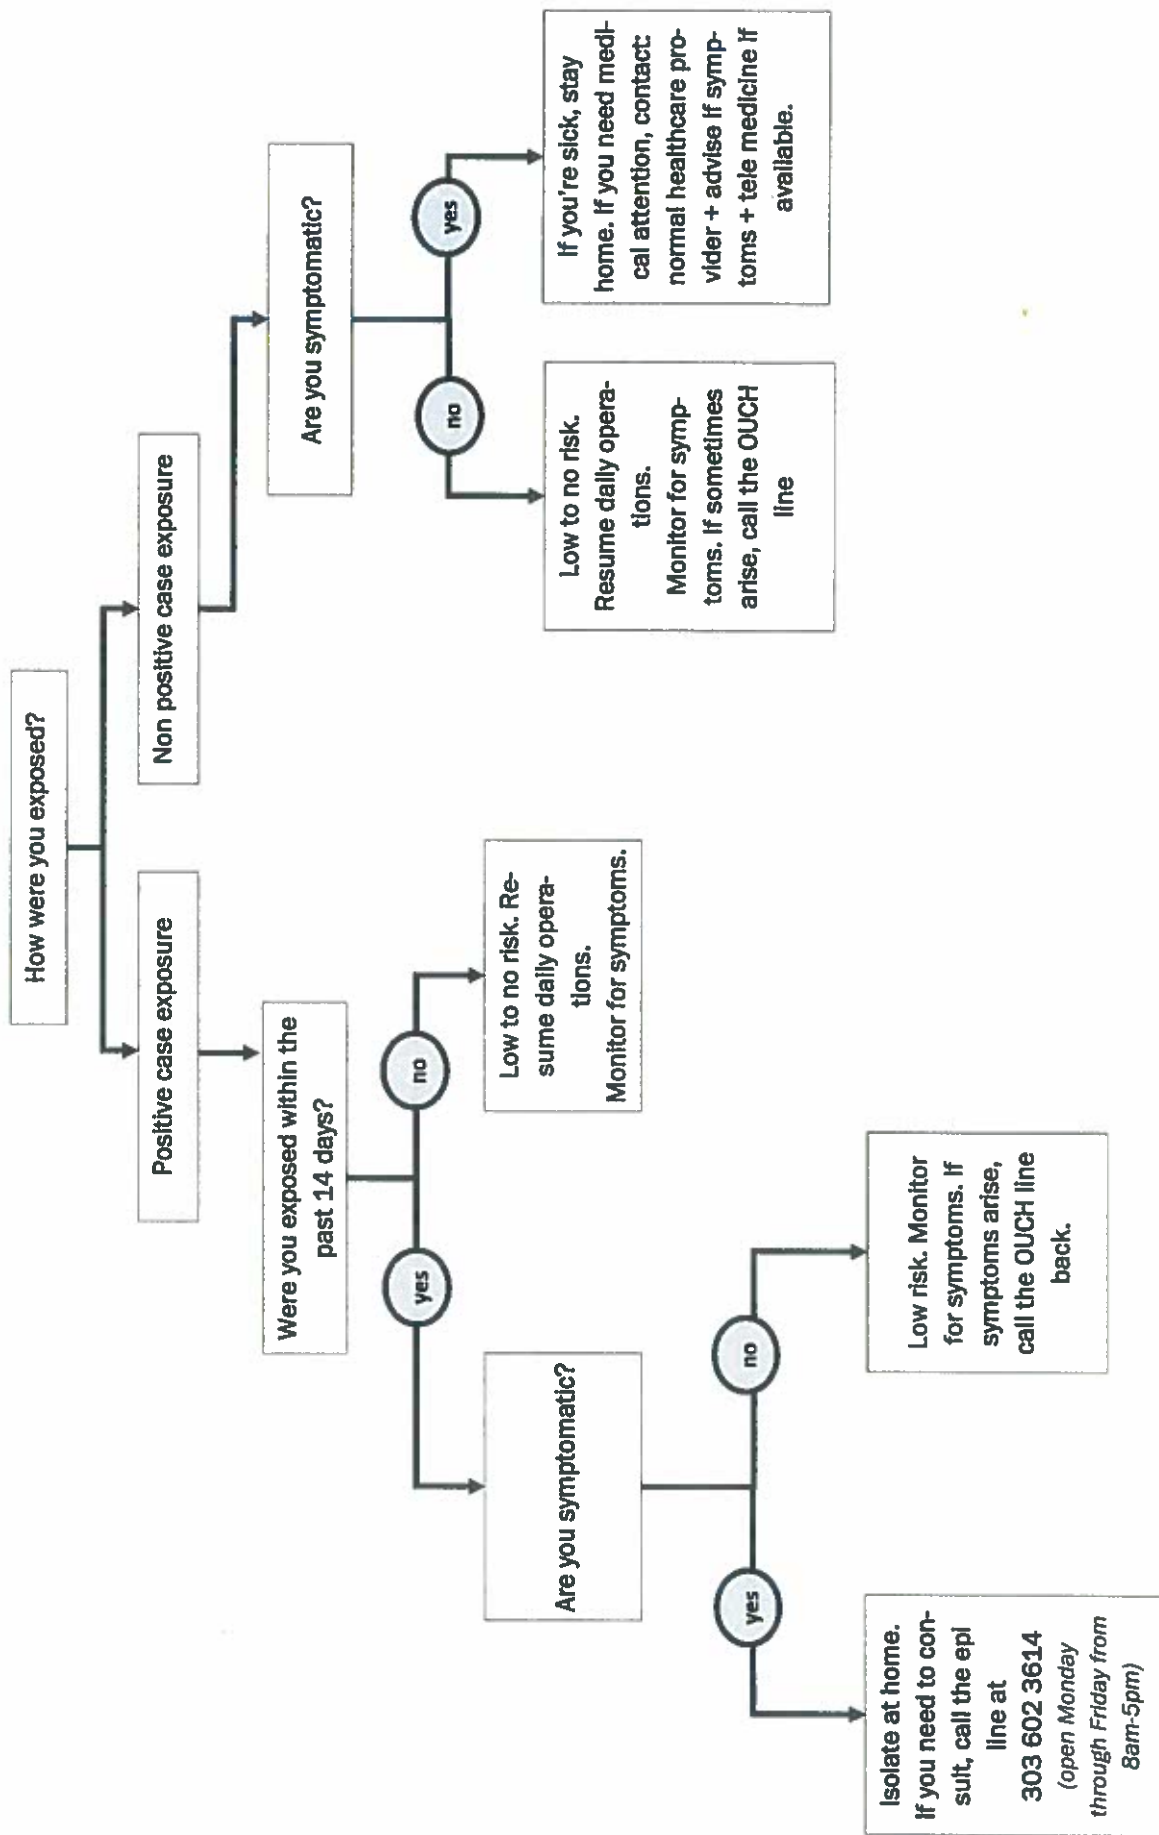 How were you exposed?
Positive case exposure
Non positive case exposure
Were you exposed within the
past 14 days?
Are you symptomatic?
yes
no
no
yes
Are you symptomatic?
Low to no risk. Re-
sume daily opera-
tions.
Monitor for symptoms.
Low to no risk.
Resume daily opera-
tions.
Monitor for symp-
toms. If sometimes
arise, call the OUCH
line
If you're sick, stay
home. If you need medi-
cal attention, contact:
normal healthcare pro-
vider + advise if symp-
toms + tele medicine if
available.
yes
no
Isolate at home.
If you need to con-
sult, call the epi
line at
303 602 3614
(open Monday
through Friday from
8am-5pm)
Low risk. Monitor
for symptoms. If
symptoms arise,
call the OUCH line
back.